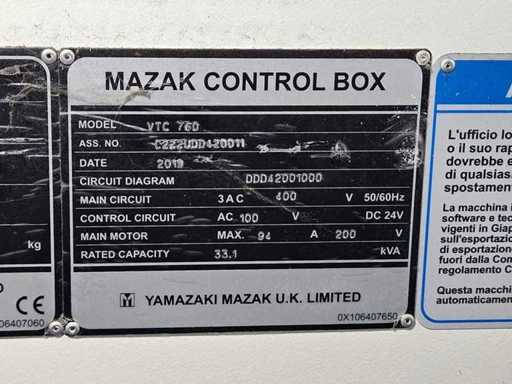 MAZAK CONTROL BOX
MODEL VTC 760
ASS. NO. C222UDD420011
DATE 2019
CIRCUIT DIAGRAM DDD42001000
MAIN CIRCUIT 3 A C 400 V 50/60Hz
CONTROL CIRCUIT AC 100 V DC 24V
MAIN MOTOR MAX. 94 A 200 V
RATED CAPACITY 33.1 kVA
YAMAZAKI MAZAK U.K. LIMITED
0X106407650
kg
CE
06407060
L'ufficio lo
o il suo rap
dovrebbe e
di qualsias
spostamen
La macchina i
software e tec
vigenti in Giap
sull'esportazio
di esportazione
fuori dalla Com
regolamento C
Questa macchi
automaticamen